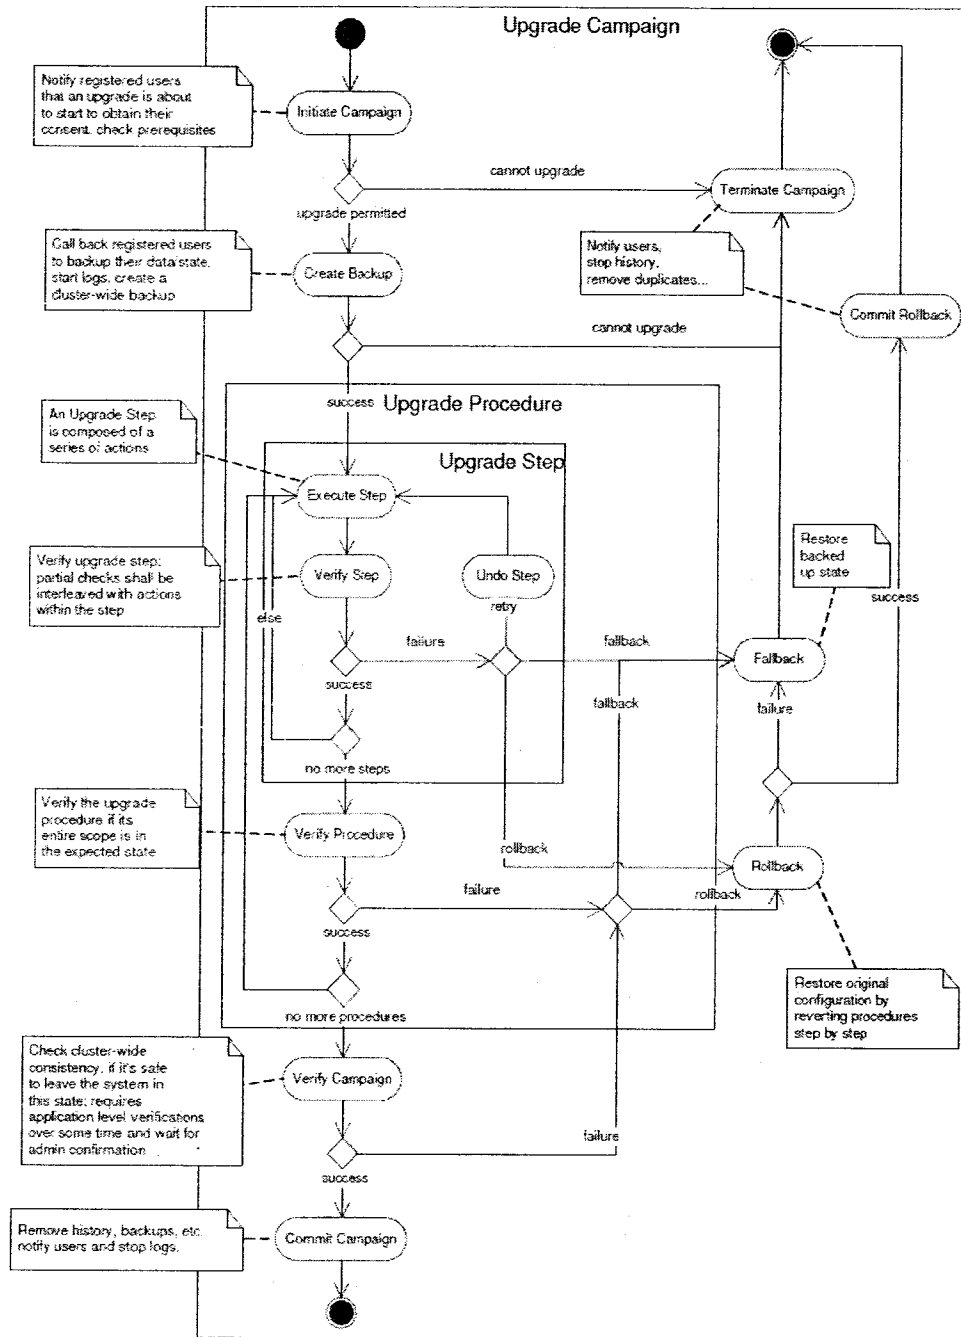 Upgrade Campaign
Notify registered users
that an upgrade is about
to start to obtain their
consent, check prerequisites
Initiate Campaign
cannot upgrade
Terminate Campaign
upgrade permitted
Call back registered users
to backup their data/state,
start logs, create a
cluster-wide backup
Create Backup
Notify users,
stop history,
remove duplicates...
Commit Rollback
cannot upgrade
success
Upgrade Procedure
An Upgrade Step
is composed of a
series of actions
Upgrade Step
Execute Step
Verify upgrade step;
partial checks shall be
interleaved with actions
within the step
Verify Step
Undo Step
retry
Restore
backed
up state
success
else
failure
fallback
Fallback
success
fallback
failure
no more steps
Verify the upgrade
procedure if its
entire scope is in
the expected state
Verify Procedure
rollback
Rollback
failure
rollback
success
no more procedures
Restore original
configuration by
reverting procedures
step by step
Check cluster-wide
consistency, if it's safe
to leave the system in
this state; requires
application level verifications
over some time and wait for
admin confirmation
Verify Campaign
failure
success
Remove history, backups, etc.
notify users and stop logs.
Commit Campaign